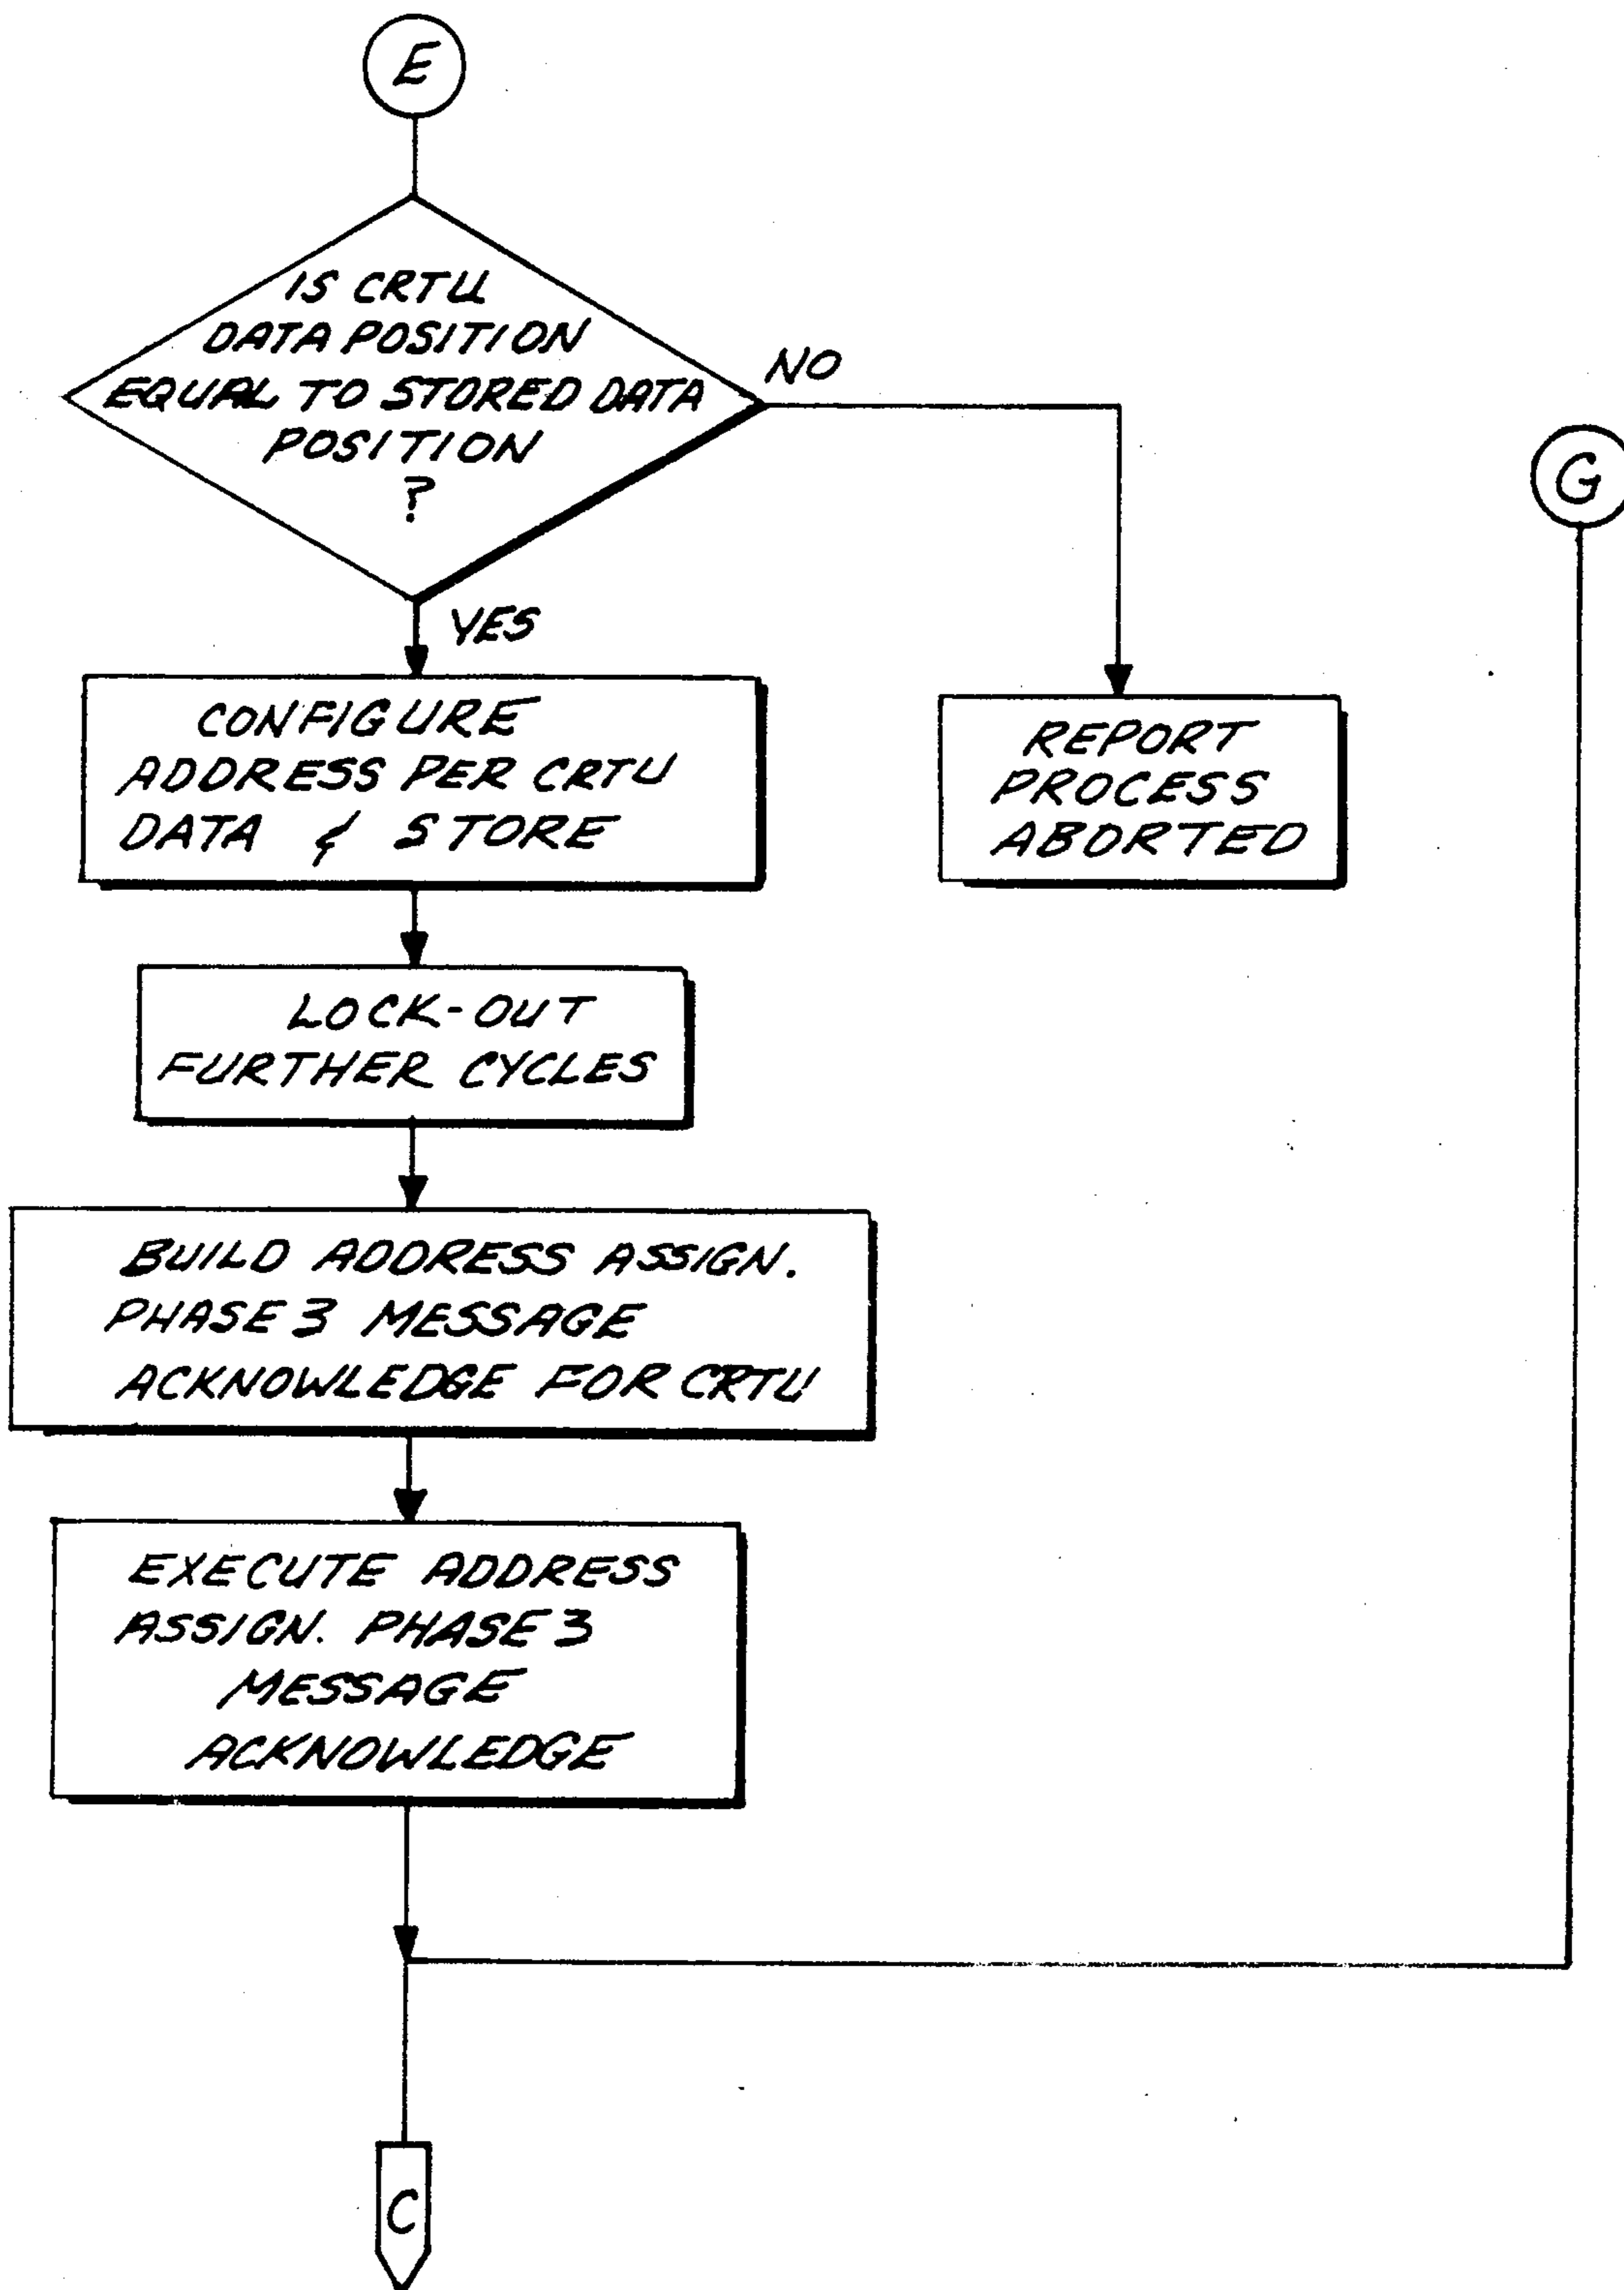 E
IS CRTU
DATA POSITION
EQUAL TO STORED DATA
POSITION
?
NO
G
YES
CONFIGURE
ADDRESS PER CRTU
DATA & STORE
REPORT
PROCESS
ABORTED
LOCK-OUT
FURTHER CYCLES
BUILD ADDRESS ASSIGN.
PHASE 3 MESSAGE
ACKNOWLEDGE FOR CRTU
EXECUTE ADDRESS
ASSIGN. PHASE 3
MESSAGE
ACKNOWLEDGE
C